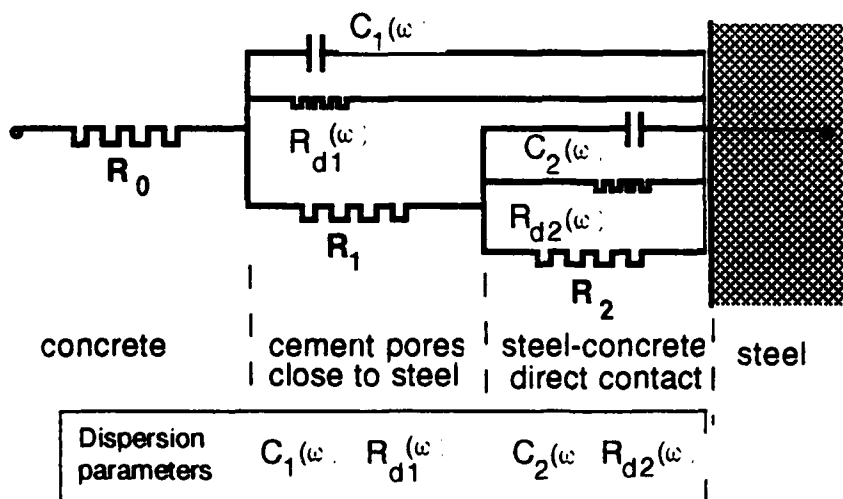 C1(ω
Rd1(ω)
R0
C2(ω
Rd2(ω)
R1
R2
concrete
cement pores
close to steel
steel-concrete
direct contact
steel
Dispersion
parameters
C1(ω Rd1(ω) C2(ω Rd2(ω